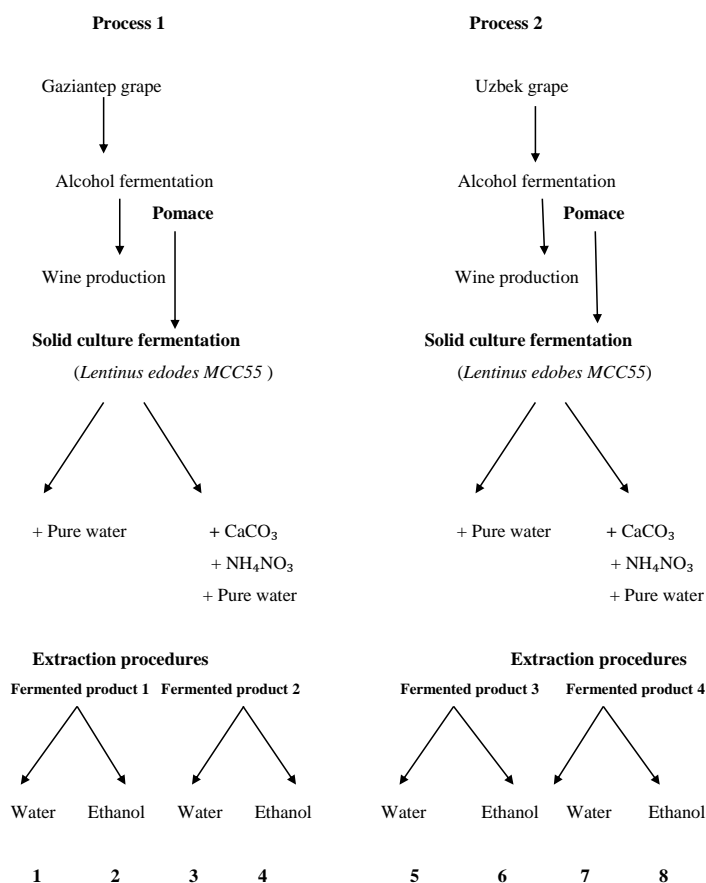 Process 1
Process 2
Gaziantep grape
Uzbek grape
Alcohol fermentation
Alcohol fermentation
Pomace
Pomace
Wine production
Wine production
Solid culture fermentation
Solid culture fermentation
(Lentinus edodes MCC55 )
(Lentinus edobes MCC55)
+ Pure water
+ CaCO₃
+ Pure water
+ CaCO₃
+ NH₄NO₃
+ NH₄NO₃
+ Pure water
+ Pure water
Extraction procedures
Extraction procedures
Fermented product 1
Fermented product 2
Fermented product 3
Fermented product 4
Water
Ethanol
Water
Ethanol
Water
Ethanol
Water
Ethanol
1
2
3
4
5
6
7
8